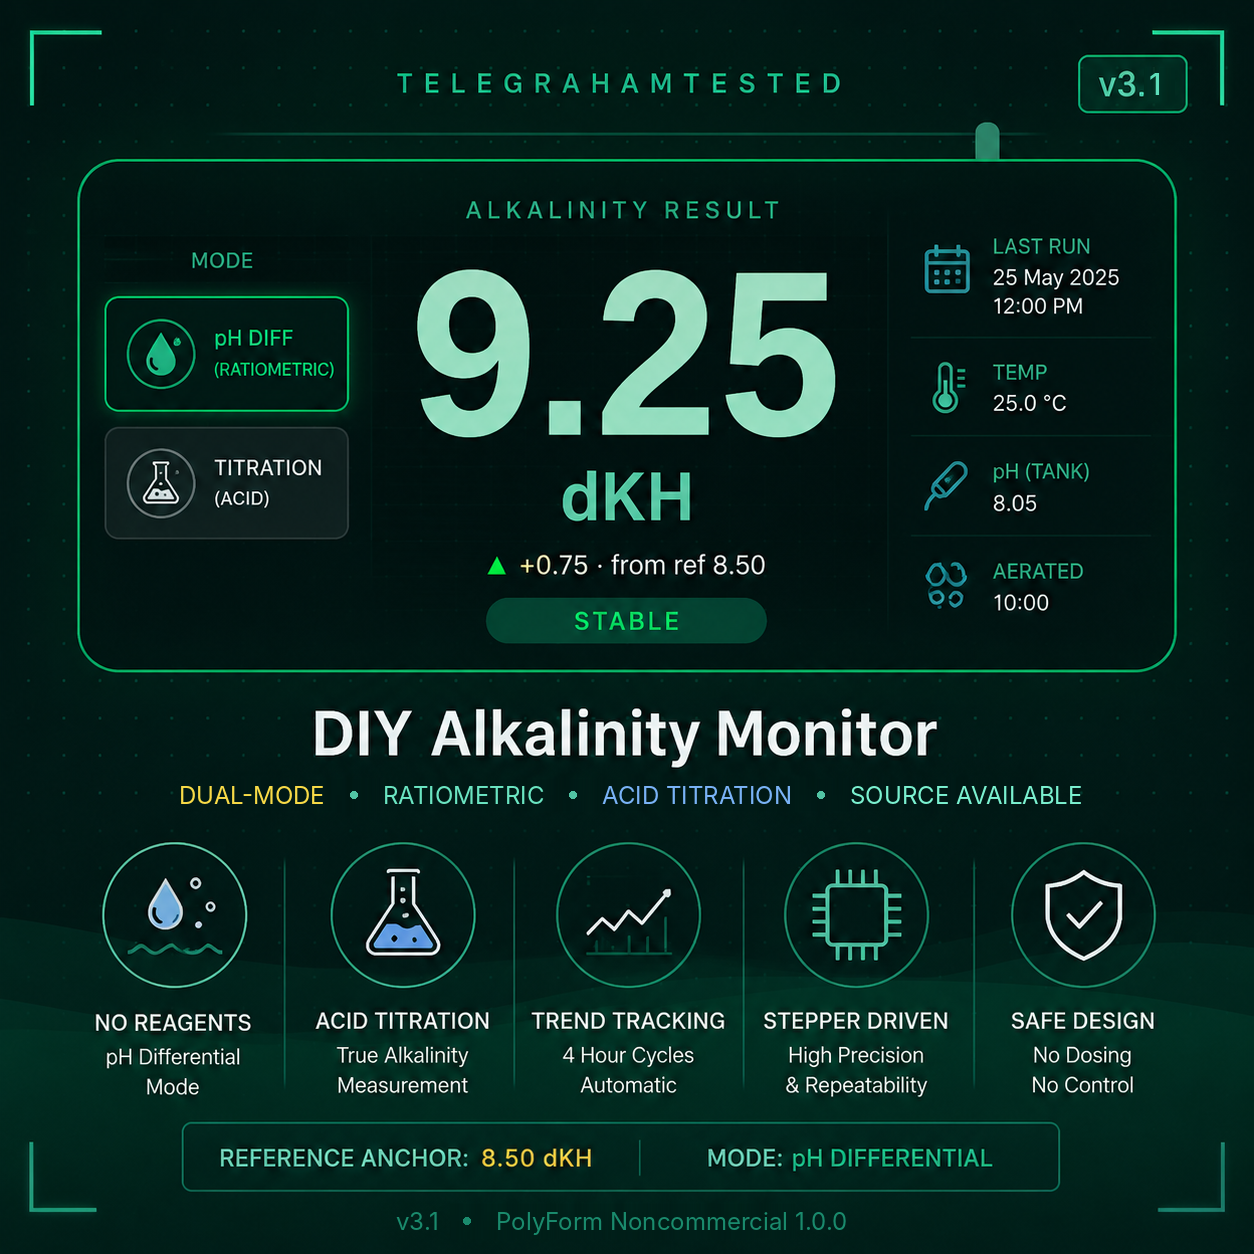 TELEGRAHAMTESTED
v3.1
ALKALINITY RESULT
MODE
pH DIFF
(RATIOMETRIC)
TITRATION
(ACID)
9.25
dKH
▲ +0.75 · from ref 8.50
STABLE
LAST RUN
25 May 2025
12:00 PM
TEMP
25.0 °C
pH (TANK)
8.05
AERATED
10:00
DIY Alkalinity Monitor
DUAL-MODE • RATIOMETRIC • ACID TITRATION • SOURCE AVAILABLE
NO REAGENTS
pH Differential
Mode
ACID TITRATION
True Alkalinity
Measurement
TREND TRACKING
4 Hour Cycles
Automatic
STEPPER DRIVEN
High Precision
& Repeatability
SAFE DESIGN
No Dosing
No Control
REFERENCE ANCHOR: 8.50 dKH
MODE: pH DIFFERENTIAL
v3.1 • PolyForm Noncommercial 1.0.0